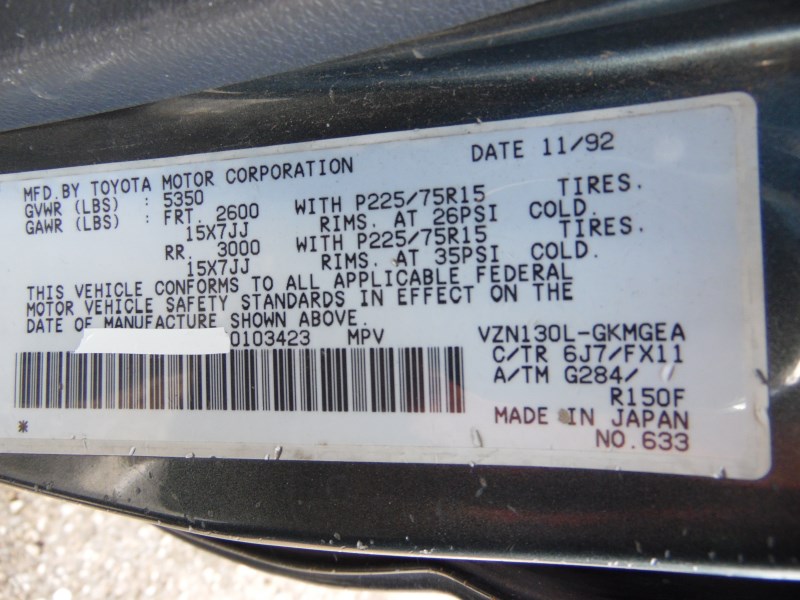 MFD.BY TOYOTA MOTOR CORPORATION DATE 11/92
GVWR (LBS) : 5350
GAWR (LBS) : FRT. 2600 WITH P225/75R15 TIRES.
15X7JJ RIMS. AT 26PSI COLD.
RR. 3000 WITH P225/75R15 TIRES.
15X7JJ RIMS. AT 35PSI COLD.
THIS VEHICLE CONFORMS TO ALL APPLICABLE FEDERAL
MOTOR VEHICLE SAFETY STANDARDS IN EFFECT ON THE
DATE OF MANUFACTURE SHOWN ABOVE.
0103423 MPV VZN130L-GKMGEA
C/TR 6J7/FX11
A/TM G284/
R150F
MADE IN JAPAN
* NO.633